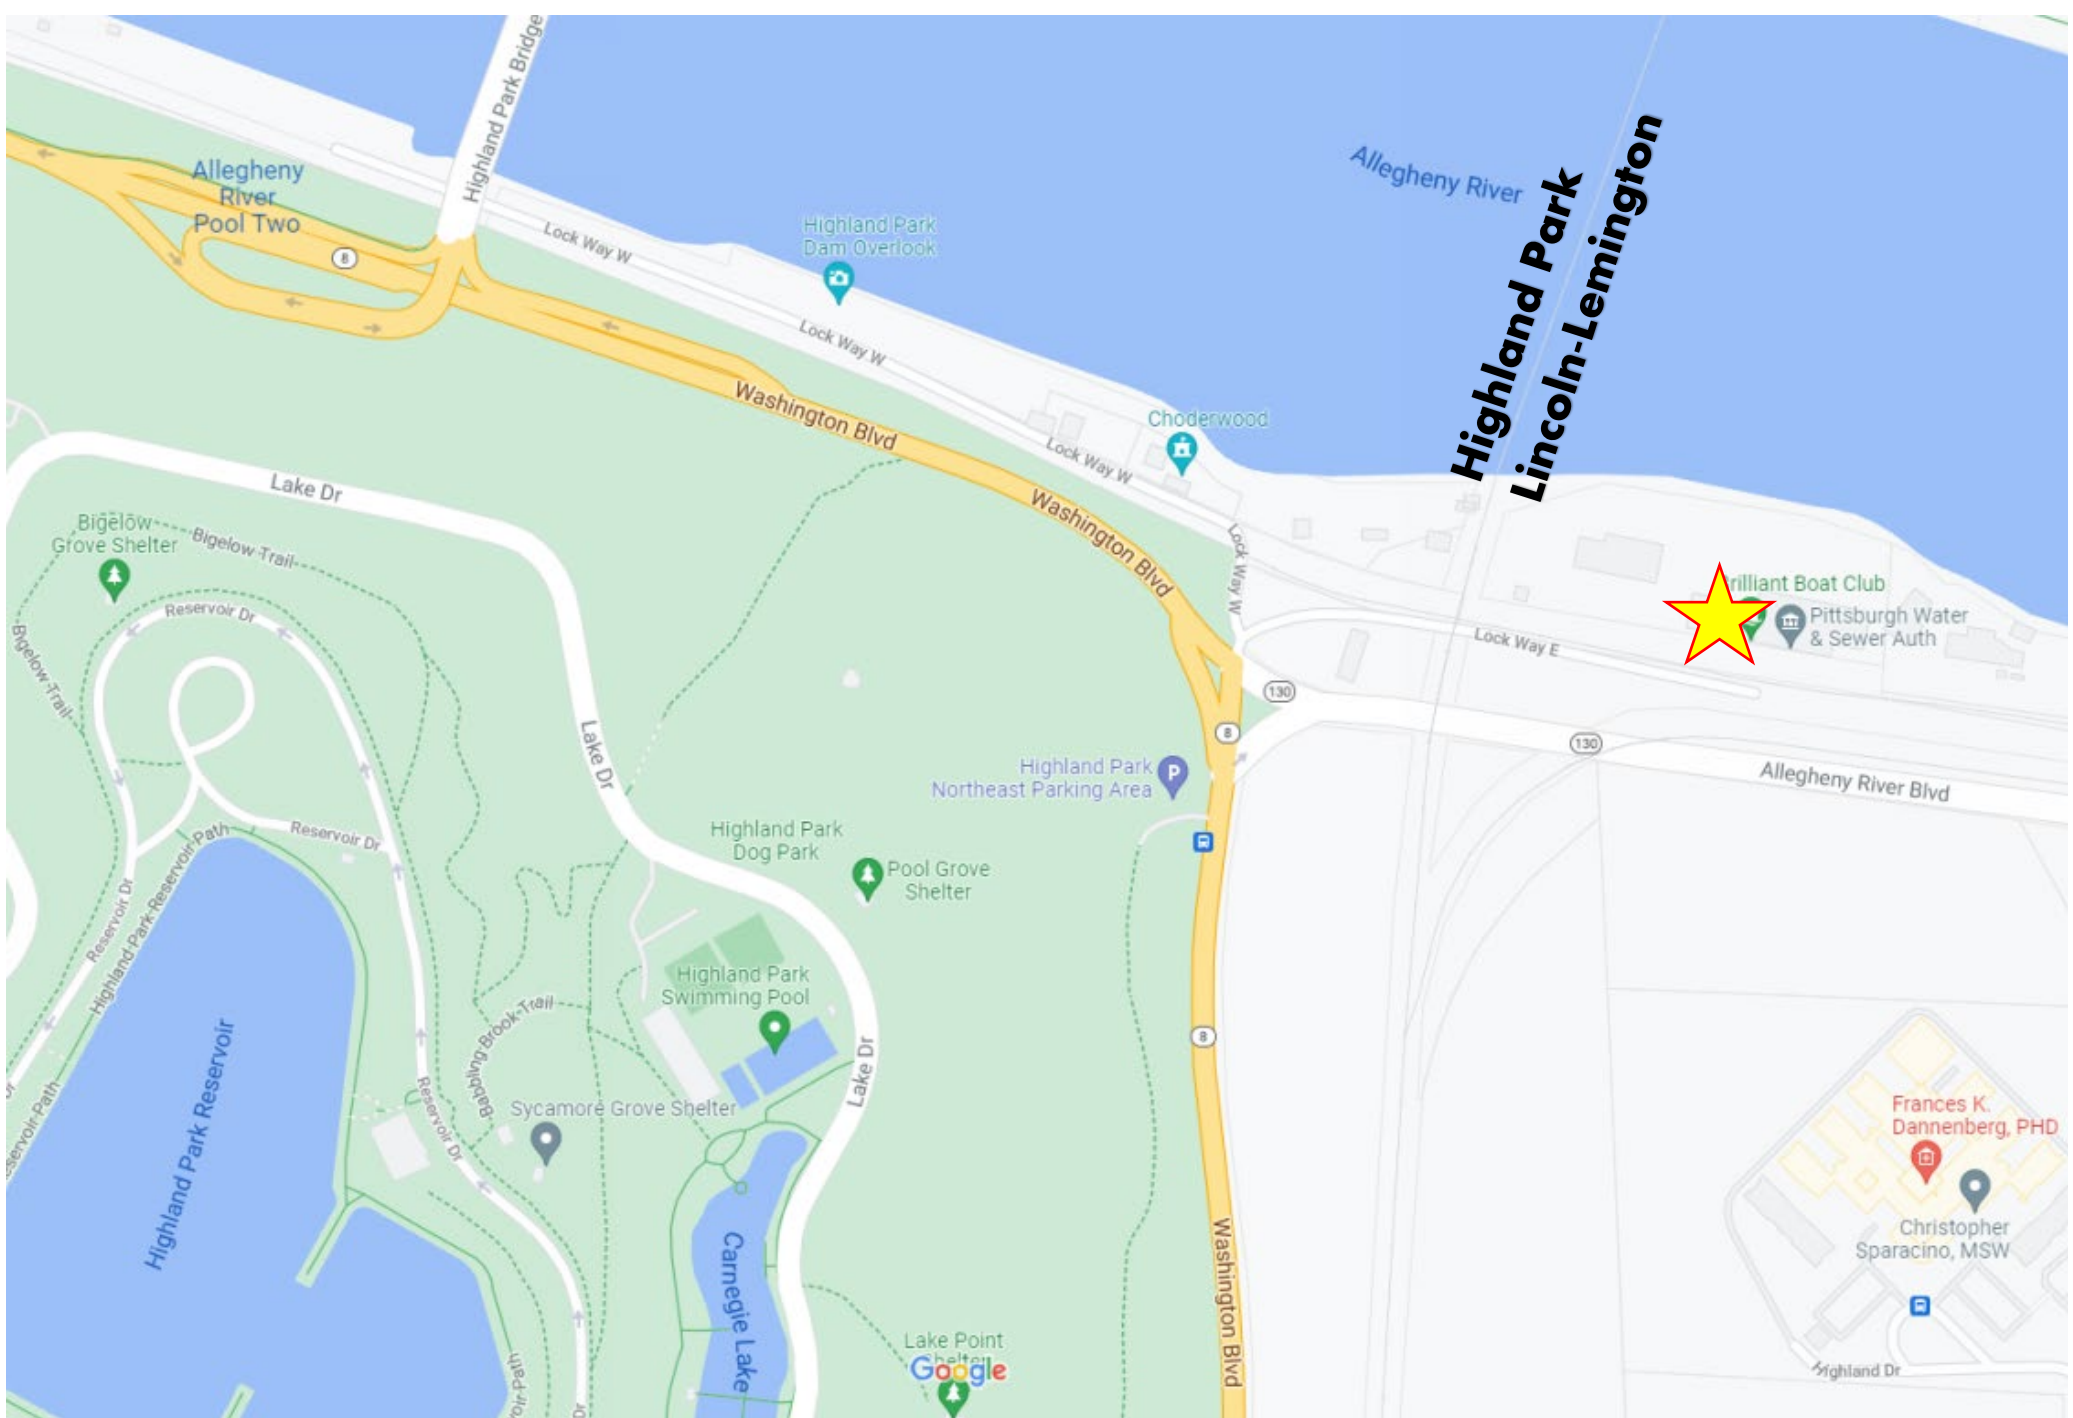 Highland Park Bridge
Allegheny
River
Pool Two
8
Lock Way W
Highland Park
Dam Overlook
Allegheny River
Highland Park
Lincoln-Lemington
Lock Way W
Washington Blvd
Choderwood
Lock Way W
Lake Dr
Washington Blvd
Bigelow
Grove Shelter
Bigelow Trail
Lock Way W
Reservoir Dr
Bigelow Trail
Boat Club
Pittsburgh Water
& Sewer Auth
Lock Way E
130
8
130
Lake Dr
Highland Park
Northeast Parking Area
P
Allegheny River Blvd
Highland Park
Dog Park
Reservoir Dr
Pool Grove
Shelter
Reservoir Dr
Highland Park Reservoir Path
Highland Park
Swimming Pool
Babbling Brook Trail
8
Lake Dr
Highland Park Reservoir
Reservoir Dr
Sycamore Grove Shelter
Frances K.
Dannenberg, PHD
Christopher
Sparacino, MSW
Carnegie Lake
Washington Blvd
Lake Point
Shelter
Google
Highland Dr